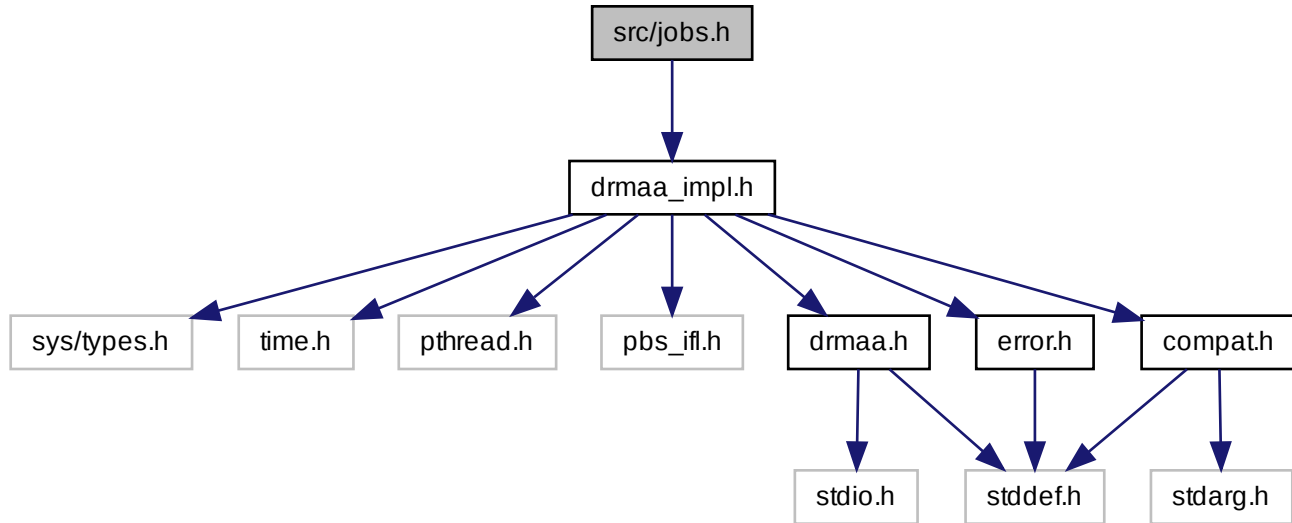 src/jobs.h
drmaa_impl.h
sys/types.h
time.h
pthread.h
pbs_ifl.h
drmaa.h
error.h
compat.h
stdio.h
stddef.h
stdarg.h